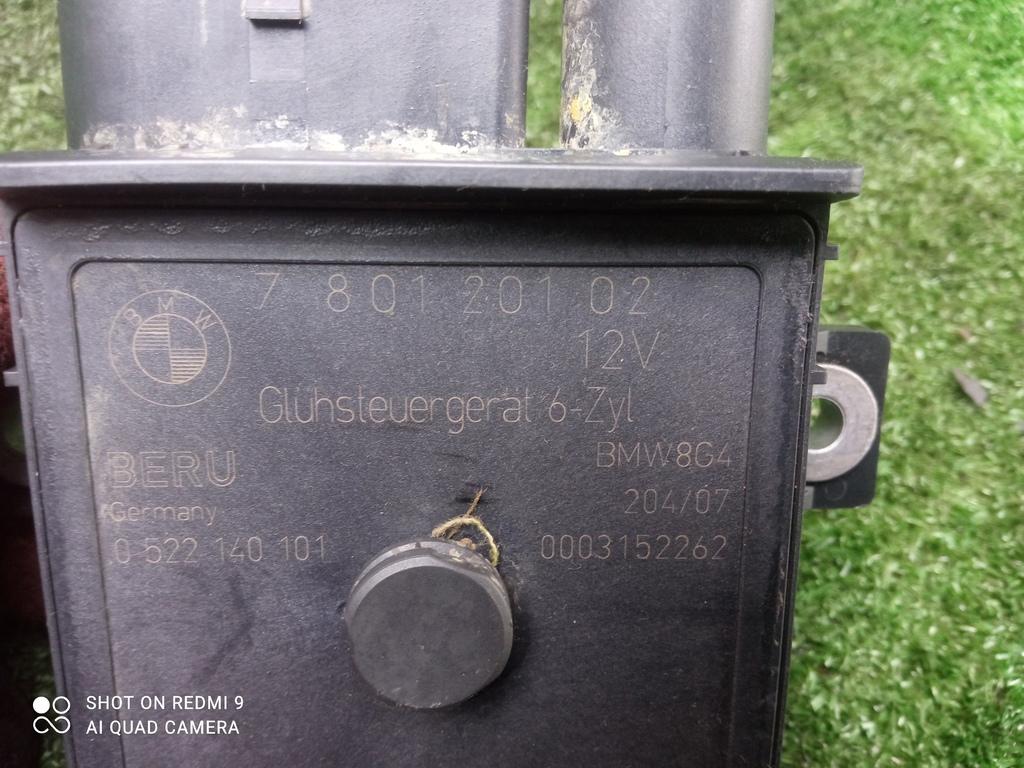 BMW
7 801 201 02
12V
Glühsteuergerät 6-Zyl
BERU
BMW8G4
Germany
204/07
0 522 140 101
0003152262
SHOT ON REDMI 9
AI QUAD CAMERA